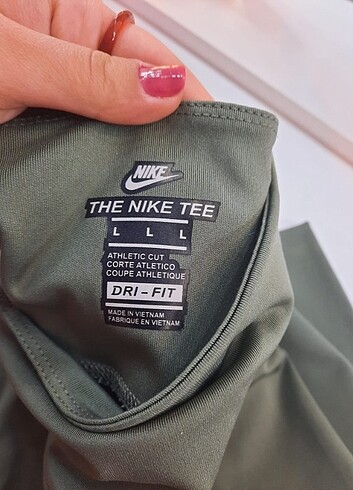 NIKE
THE NIKE TEE
L L L
ATHLETIC CUT
CORTE ATLETICO
COUPE ATHLETIQUE
DRI-FIT
MADE IN VIETNAM
FABRIQUE EN VIETNAM